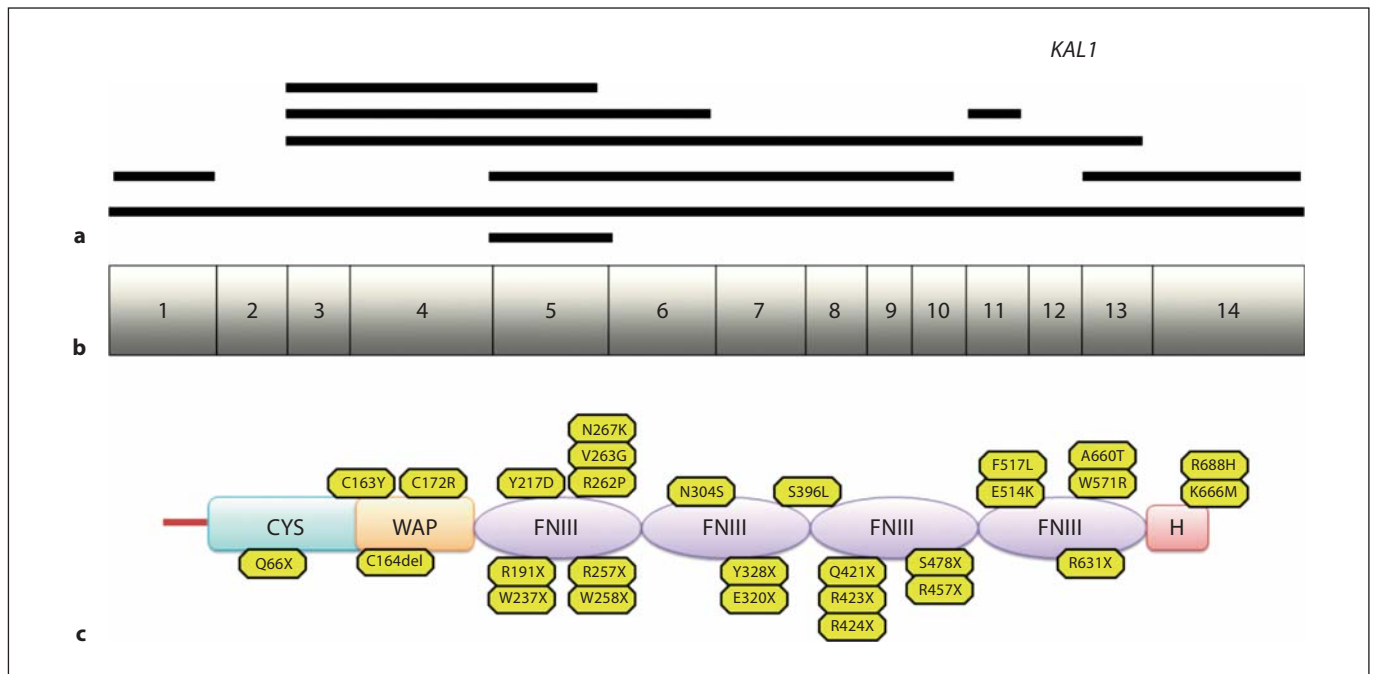 KAL1
a
1 2 3 4 5 6 7 8 9 10 11 12 13 14
b
N267K
V263G
R262P
C163Y C172R Y217D N304S S396L
F517L
E514K
A660T
W571R
R688H
K666M
CYS WAP FNIII FNIII FNIII FNIII H
Q66X C164del
R191X
W237X
R257X
W258X
Y328X
E320X
Q421X
R423X
R424X
S478X
R457X
R631X
c